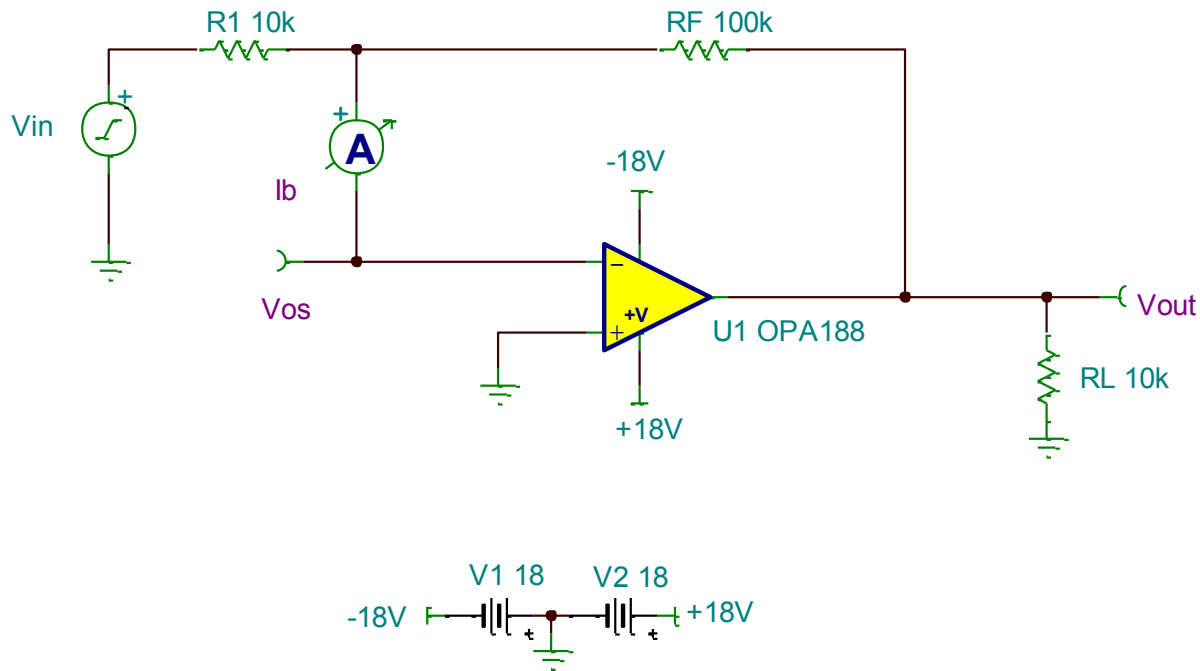 R1 10k
RF 100k
+
Vin
+
A
Ib
-18V
Vos
−
+V
+
U1 OPA188
Vout
RL 10k
+18V
V1 18
V2 18
-18V
+18V
+
+